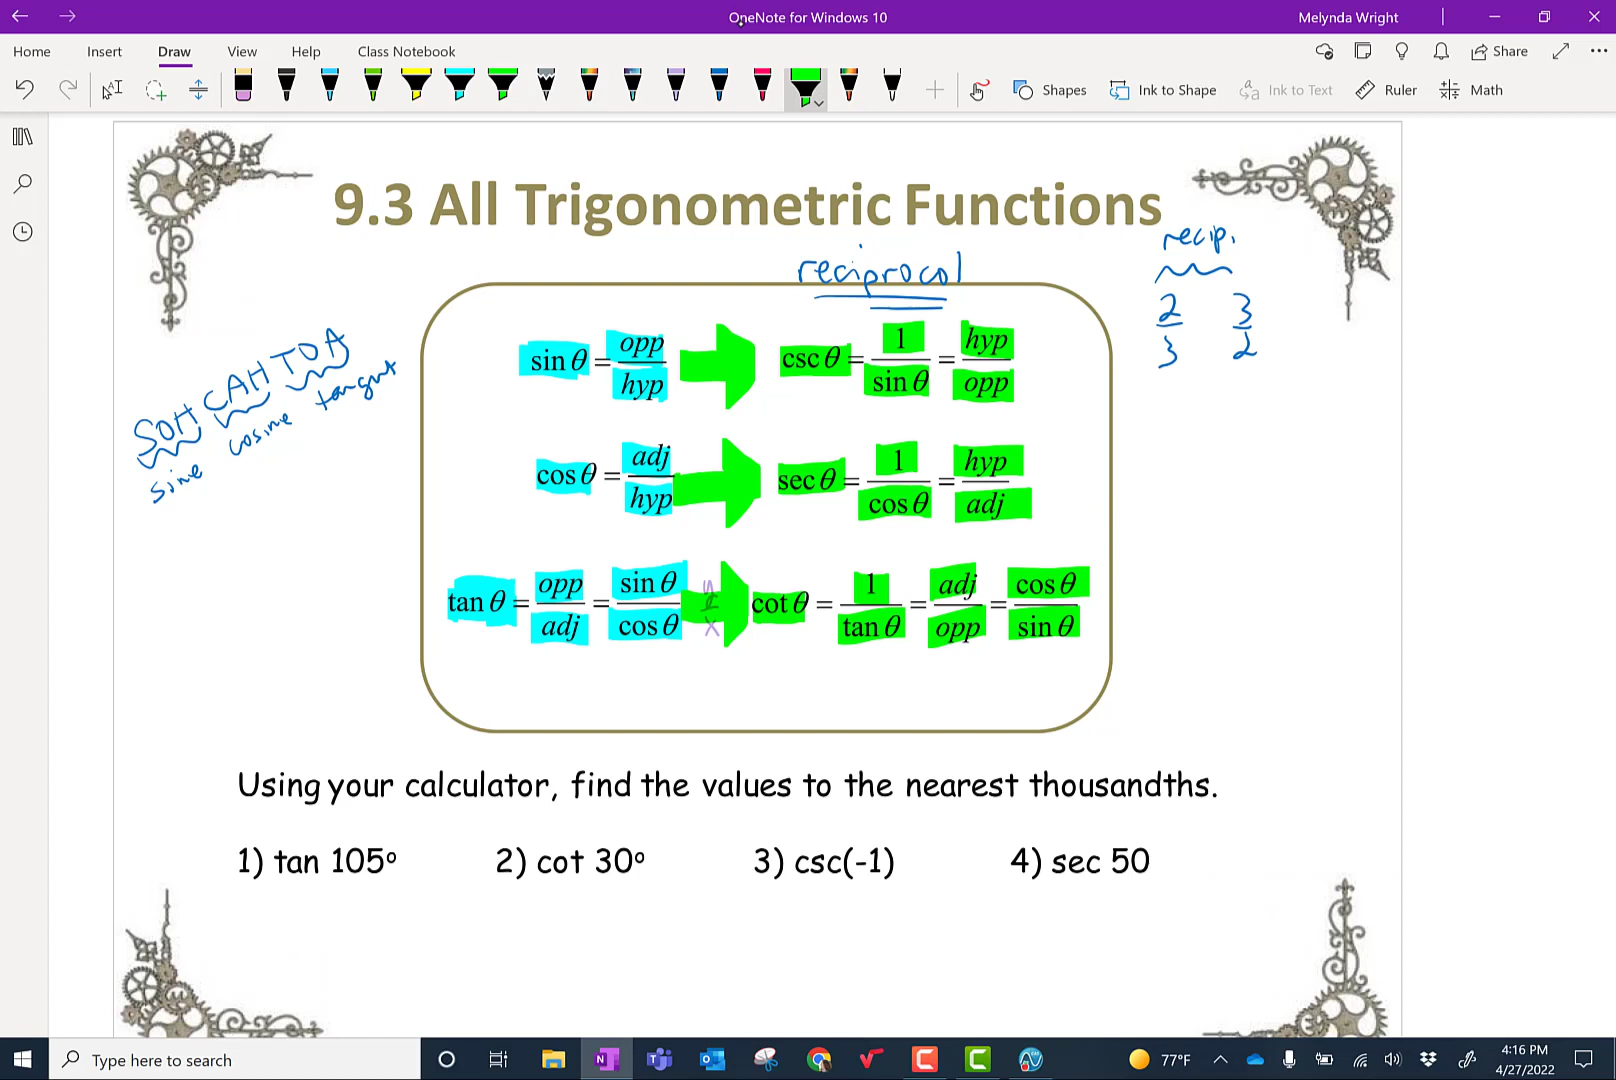 OneNote for Windows 10
Melynda Wright
Home Insert Draw View Help Class Notebook
Share
Shapes Ink to Shape Ink to Text Ruler Math
9.3 All Trigonometric Functions
recip.
reciprocol
2/3 3/2
SOH CAH TOA
sine cosine tangent
sin θ = opp/hyp csc θ = 1/sin θ = hyp/opp
cos θ = adj/hyp sec θ = 1/cos θ = hyp/adj
tan θ = opp/adj = sin θ/cos θ cot θ = 1/tan θ = adj/opp = cos θ/sin θ
Using your calculator, find the values to the nearest thousandths.
1) tan 105° 2) cot 30° 3) csc(-1) 4) sec 50
Type here to search
77°F
4:16 PM
4/27/2022